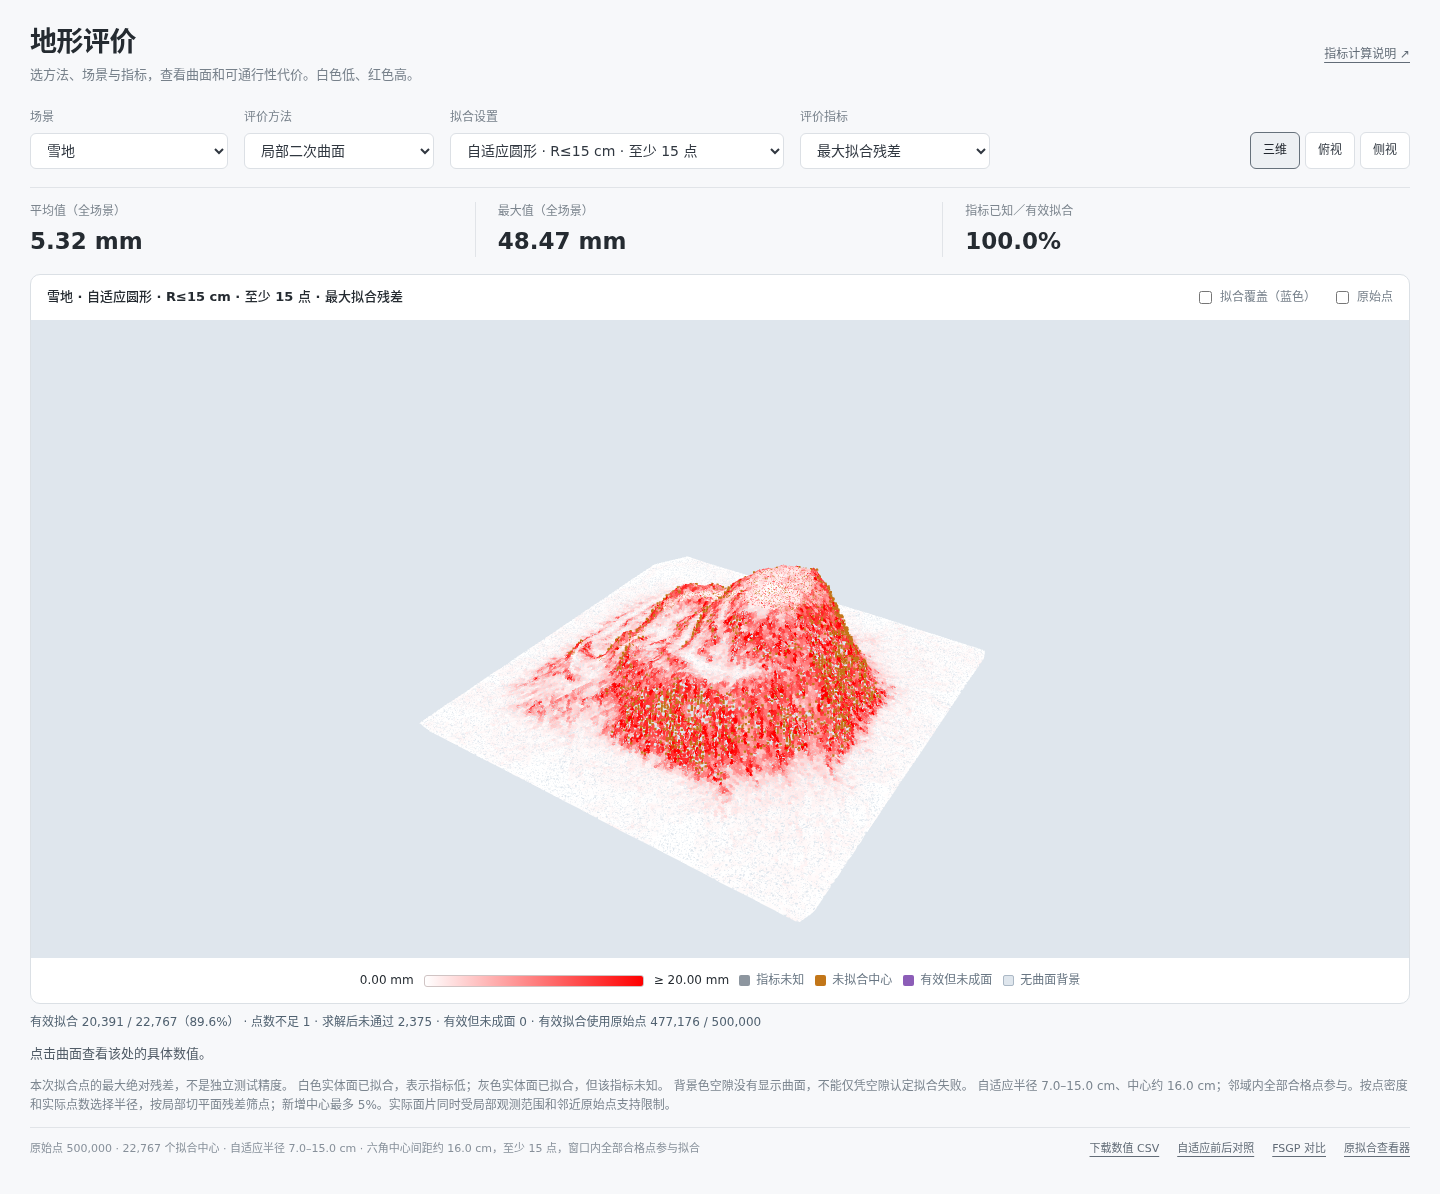 地形评价
指标计算说明 ↗
选方法、场景与指标，查看曲面和可通行性代价。白色低、红色高。
场景
评价方法
拟合设置
评价指标
雪地
局部二次曲面
自适应圆形 · R≤15 cm · 至少 15 点
最大拟合残差
三维
俯视
侧视
平均值（全场景）
最大值（全场景）
指标已知／有效拟合
5.32 mm
48.47 mm
100.0%
雪地 · 自适应圆形 · R≤15 cm · 至少 15 点 · 最大拟合残差
拟合覆盖（蓝色）
原始点
0.00 mm
≥ 20.00 mm
指标未知
未拟合中心
有效但未成面
无曲面背景
有效拟合 20,391 / 22,767（89.6%） · 点数不足 1 · 求解后未通过 2,375 · 有效但未成面 0 · 有效拟合使用原始点 477,176 / 500,000
点击曲面查看该处的具体数值。
本次拟合点的最大绝对残差，不是独立测试精度。 白色实体面已拟合，表示指标低；灰色实体面已拟合，但该指标未知。 背景色空隙没有显示曲面，不能仅凭空隙认定拟合失败。 自适应半径 7.0–15.0 cm、中心约 16.0 cm；邻域内全部合格点参与。按点密度
和实际点数选择半径，按局部切平面残差筛点；新增中心最多 5%。实际面片同时受局部观测范围和邻近原始点支持限制。
原始点 500,000 · 22,767 个拟合中心 · 自适应半径 7.0–15.0 cm · 六角中心间距约 16.0 cm，至少 15 点，窗口内全部合格点参与拟合
下载数值 CSV
自适应前后对照
FSGP 对比
原拟合查看器